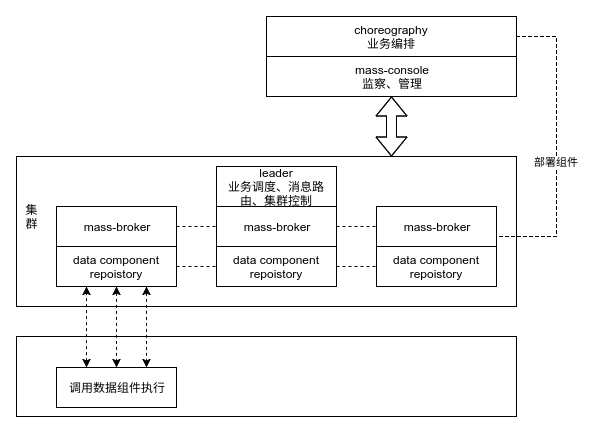 choreography
业务编排
mass-console
监察、管理
部署组件
集
群
leader
业务调度、消息路
由、集群控制
mass-broker
mass-broker
mass-broker
data component
repoistory
data component
repoistory
data component
repoistory
调用数据组件执行